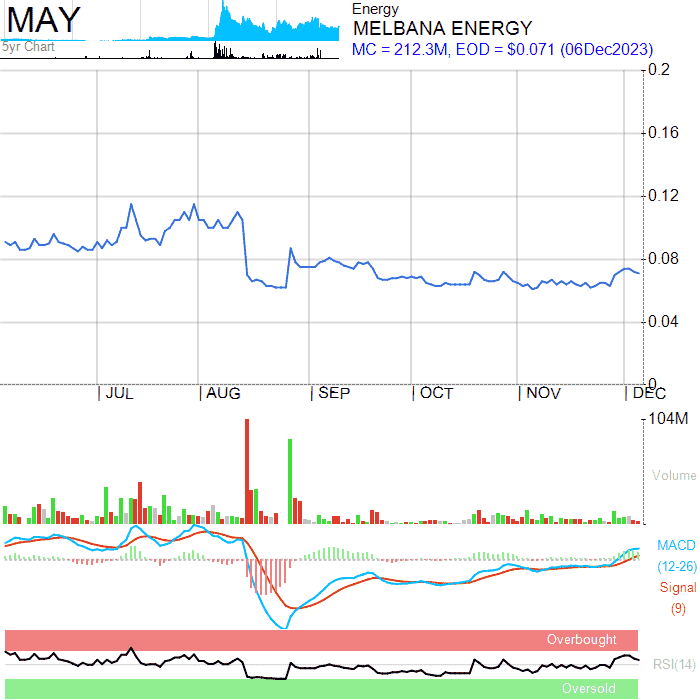 MAY
5yr Chart
Energy
MELBANA ENERGY
MC = 212.3M, EOD = $0.071 (06Dec2023)
0.2
0.16
0.12
0.08
0.04
0
JUL AUG SEP OCT NOV DEC
104M
Volume
MACD
(12-26)
Signal
(9)
Overbought
RSI(14)
Oversold